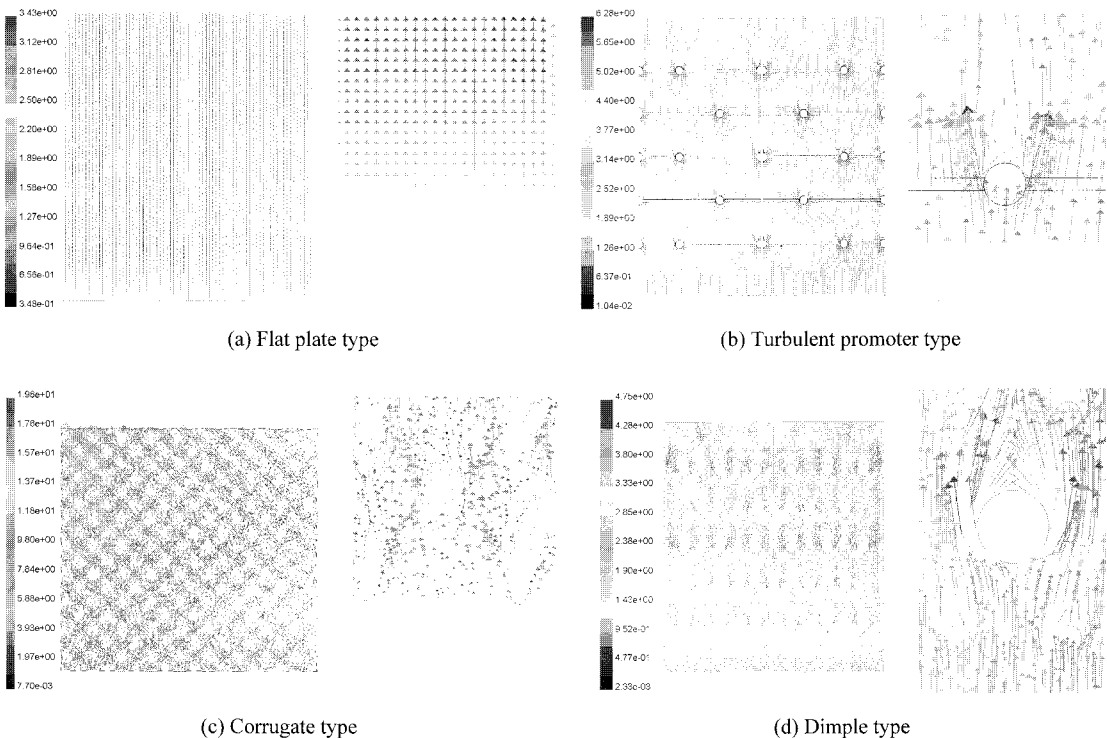 3.43e+00
3.12e+00
2.81e+00
2.50e+00
2.20e+00
1.89e+00
1.58e+00
1.27e+00
9.64e-01
6.56e-01
3.48e-01
(a) Flat plate type
6.28e+00
5.65e+00
5.02e+00
4.40e+00
3.77e+00
3.14e+00
2.52e+00
1.89e+00
1.26e+00
6.37e-01
1.04e-02
(b) Turbulent promoter type
1.96e+01
1.76e+01
1.57e+01
1.37e+01
1.18e+01
9.80e+00
7.84e+00
5.88e+00
3.93e+00
1.97e+00
7.70e-03
(c) Corrugate type
4.75e+00
4.28e+00
3.80e+00
3.33e+00
2.85e+00
2.38e+00
1.90e+00
1.43e+00
9.52e-01
4.77e-01
2.33e-03
(d) Dimple type